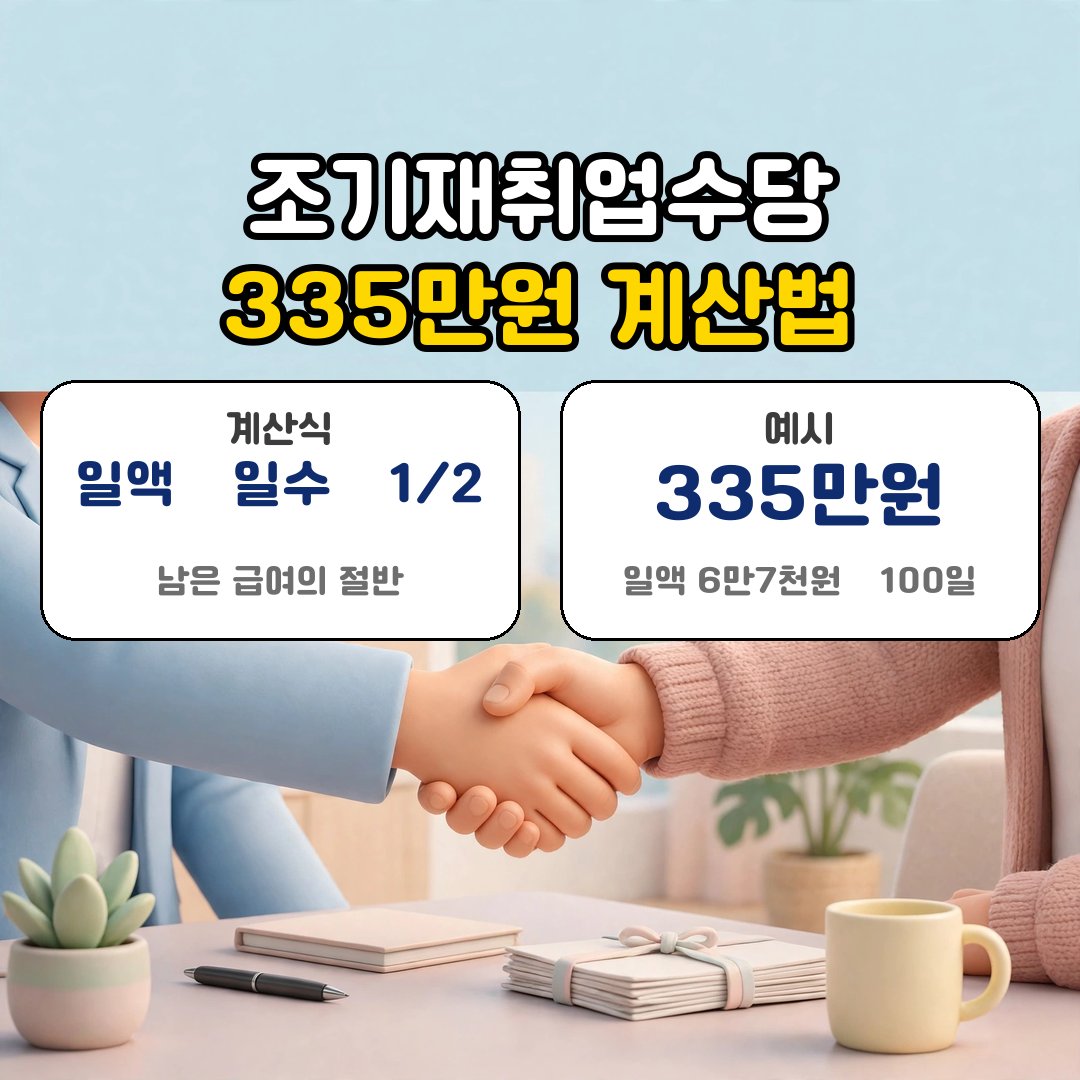 조기재취업수당
335만원 계산법
계산식
일액 일수 1/2
남은 급여의 절반
예시
335만원
일액 6만7천원 100일